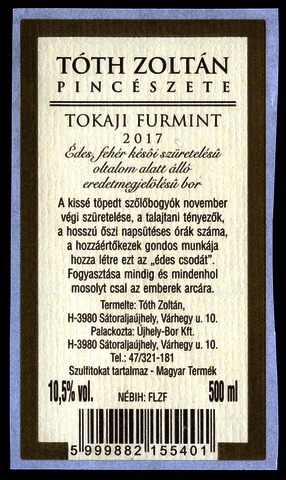 TÓTH ZOLTÁN
PINCÉSZETE
TOKAJI FURMINT
2017
Édes, fehér késői szüretelésű
oltalom alatt álló
eredetmegjelölésű bor
A kissé töpedt szőlőbogyók november
végi szüretelése, a talajtani tényezők,
a hosszú őszi napsütéses órák száma,
a hozzáértőkezek gondos munkája
hozza létre ezt az „édes csodát”.
Fogyasztása mindig és mindenhol
mosolyt csal az emberek arcára.
Termelte: Tóth Zoltán,
H-3980 Sátoraljaújhely, Várhegy u. 10.
Palackozta: Újhely-Bor Kft.
H-3980 Sátoraljaújhely, Várhegy u. 10.
Tel.: 47/321-181
Szulfitokat tartalmaz - Magyar Termék
10,5% vol. NÉBIH: FLZF 500 ml
5 999882 155401